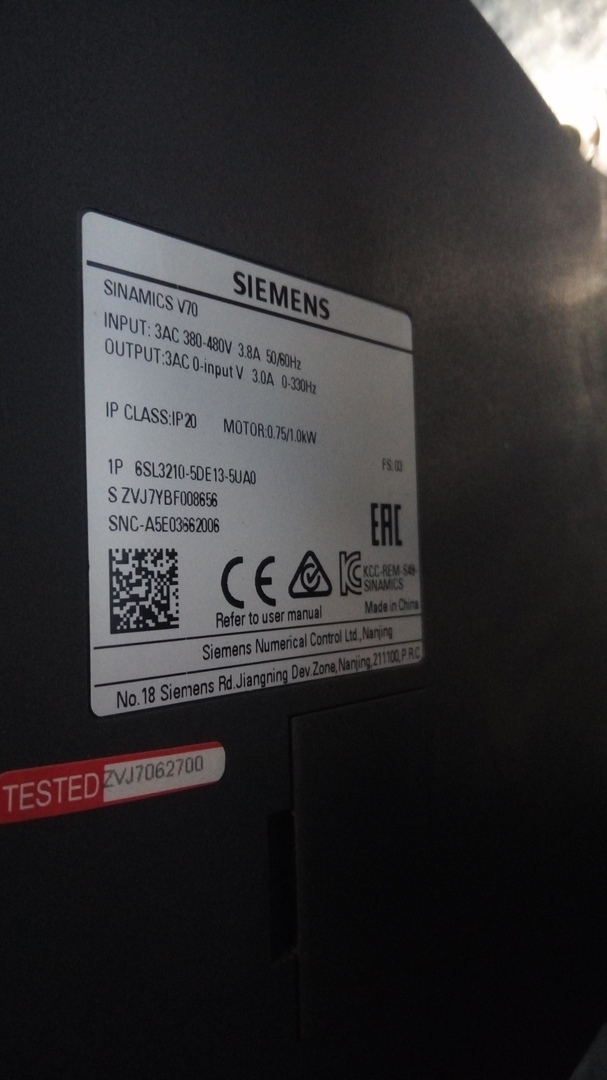 SIEMENS
SINAMICS V70
INPUT: 3AC 380-480V 3.8A 50/60Hz
OUTPUT:3AC 0-input V 3.0A 0-330Hz
IP CLASS:IP20 MOTOR:0.75/1.0kW
1P 6SL3210-5DE13-5UA0 FS:03
S ZVJ7YBF008656
SNC-A5E03662006
EAC
CE
KC KCC-REM-S49-
SINAMICS
Refer to user manual Made in China
Siemens Numerical Control Ltd.,Nanjing
No.18 Siemens Rd.Jiangning Dev.Zone,Nanjing,211100,P.R.C
TESTED ZVJ7062700